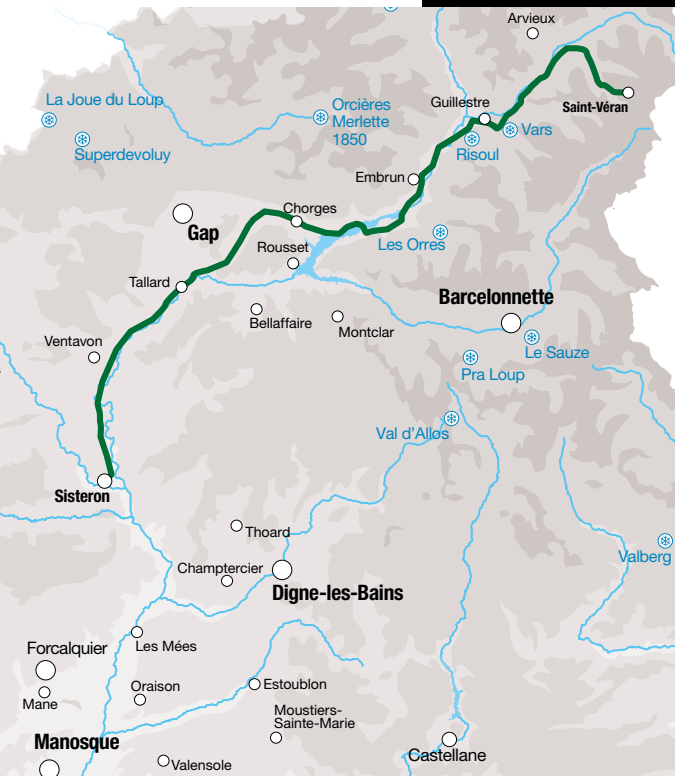 Arvieux
La Joue du Loup
Orcières
Merlette
1850
Guillestre
Saint-Véran
Vars
Superdevoluy
Risoul
Embrun
Chorges
Gap
Rousset
Les Orres
Tallard
Barcelonnette
Bellaffaire
Montclar
Ventavon
Le Sauze
Pra Loup
Val d'Allos
Sisteron
Thoard
Valberg
Champtercier
Digne-les-Bains
Forcalquier
Les Mées
Mane
Oraison
Estoublon
Moustiers-
Sainte-Marie
Manosque
Castellane
Valensole